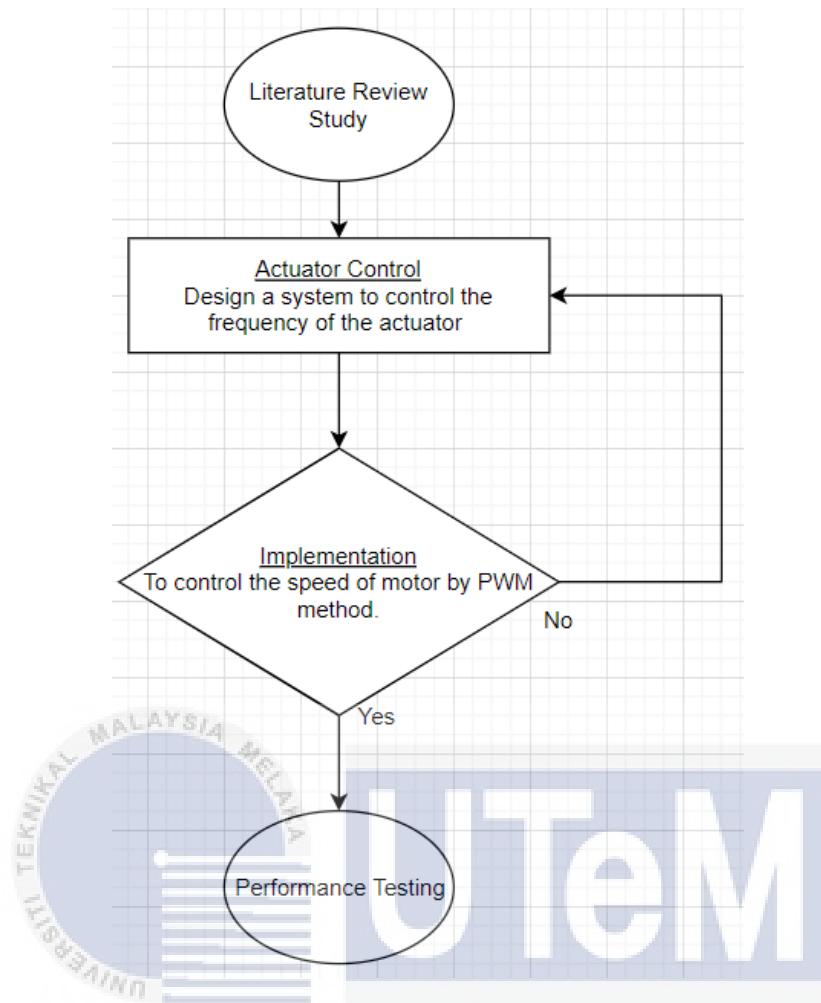 Literature Review
Study
Actuator Control
Design a system to control the
frequency of the actuator
Implementation
To control the speed of motor by PWM
method.
No
Yes
Performance Testing
UNIVERSITI TEKNIKAL MALAYSIA MELAKA
UTeM